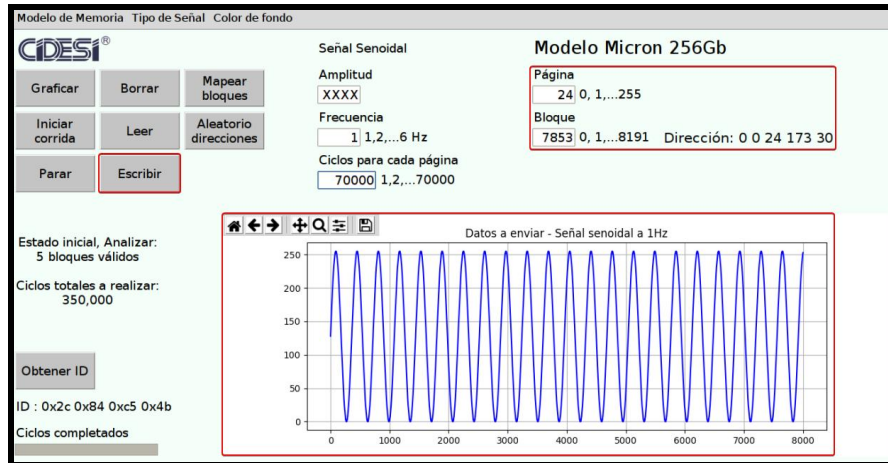 Modelo de Memoria Tipo de Señal Color de fondo
CIDESI®
Graficar
Borrar
Mapear
bloques
Iniciar
corrida
Leer
Aleatorio
direcciones
Parar
Escribir
Señal Senoidal
Amplitud
XXXX
Frecuencia
1 1,2,...6 Hz
Ciclos para cada página
70000 1,2,...70000
Modelo Micron 256Gb
Página
24 0, 1,...255
Bloque
7853 0, 1,...8191 Dirección: 0 0 24 173 30
Estado inicial, Analizar:
5 bloques válidos
Ciclos totales a realizar:
350,000
Obtener ID
ID : 0x2c 0x84 0xc5 0x4b
Ciclos completados
Datos a enviar - Señal senoidal a 1Hz
250
200
150
100
50
0
0 1000 2000 3000 4000 5000 6000 7000 8000